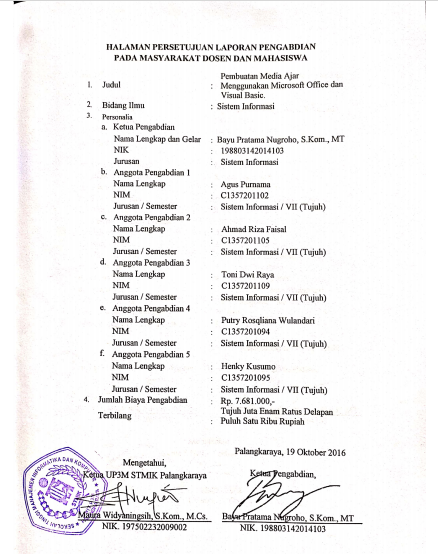 HALAMAN PERSETUJUAN LAPORAN PENGABDIAN
PADA MASYARAKAT DOSEN DAN MAHASISWA
1. Judul : Pembuatan Media Ajar
Menggunakan Microsoft Office dan
Visual Basic.
2. Bidang Ilmu : Sistem Informasi
3. Personalia
a. Ketua Pengabdian
Nama Lengkap dan Gelar : Bayu Pratama Nugroho, S.Kom., MT
NIK : 198803142014103
Jurusan : Sistem Informasi
b. Anggota Pengabdian 1
Nama Lengkap : Agus Purnama
NIM : C1357201102
Jurusan / Semester : Sistem Informasi / VII (Tujuh)
c. Anggota Pengabdian 2
Nama Lengkap : Ahmad Riza Faisal
NIM : C1357201105
Jurusan / Semester : Sistem Informasi / VII (Tujuh)
d. Anggota Pengabdian 3
Nama Lengkap : Toni Dwi Raya
NIM : C1357201109
Jurusan / Semester : Sistem Informasi / VII (Tujuh)
e. Anggota Pengabdian 4
Nama Lengkap : Putry Rosqliana Wulandari
NIM : C1357201094
Jurusan / Semester : Sistem Informasi / VII (Tujuh)
f. Anggota Pengabdian 5
Nama Lengkap : Henky Kusumo
NIM : C1357201095
Jurusan / Semester : Sistem Informasi / VII (Tujuh)
4. Jumlah Biaya Pengabdian : Rp. 7.681.000,-
Terbilang : Tujuh Juta Enam Ratus Delapan
Puluh Satu Ribu Rupiah
Palangkaraya, 19 Oktober 2016
Mengetahui,
Ketua UP3M STMIK Palangkaraya
Ketua Pengabdian,
Maura Widyaningsih, S.Kom., M.Cs.
NIK. 197502232009002
Bayu Pratama Nugroho, S.Kom., MT
NIK. 198803142014103